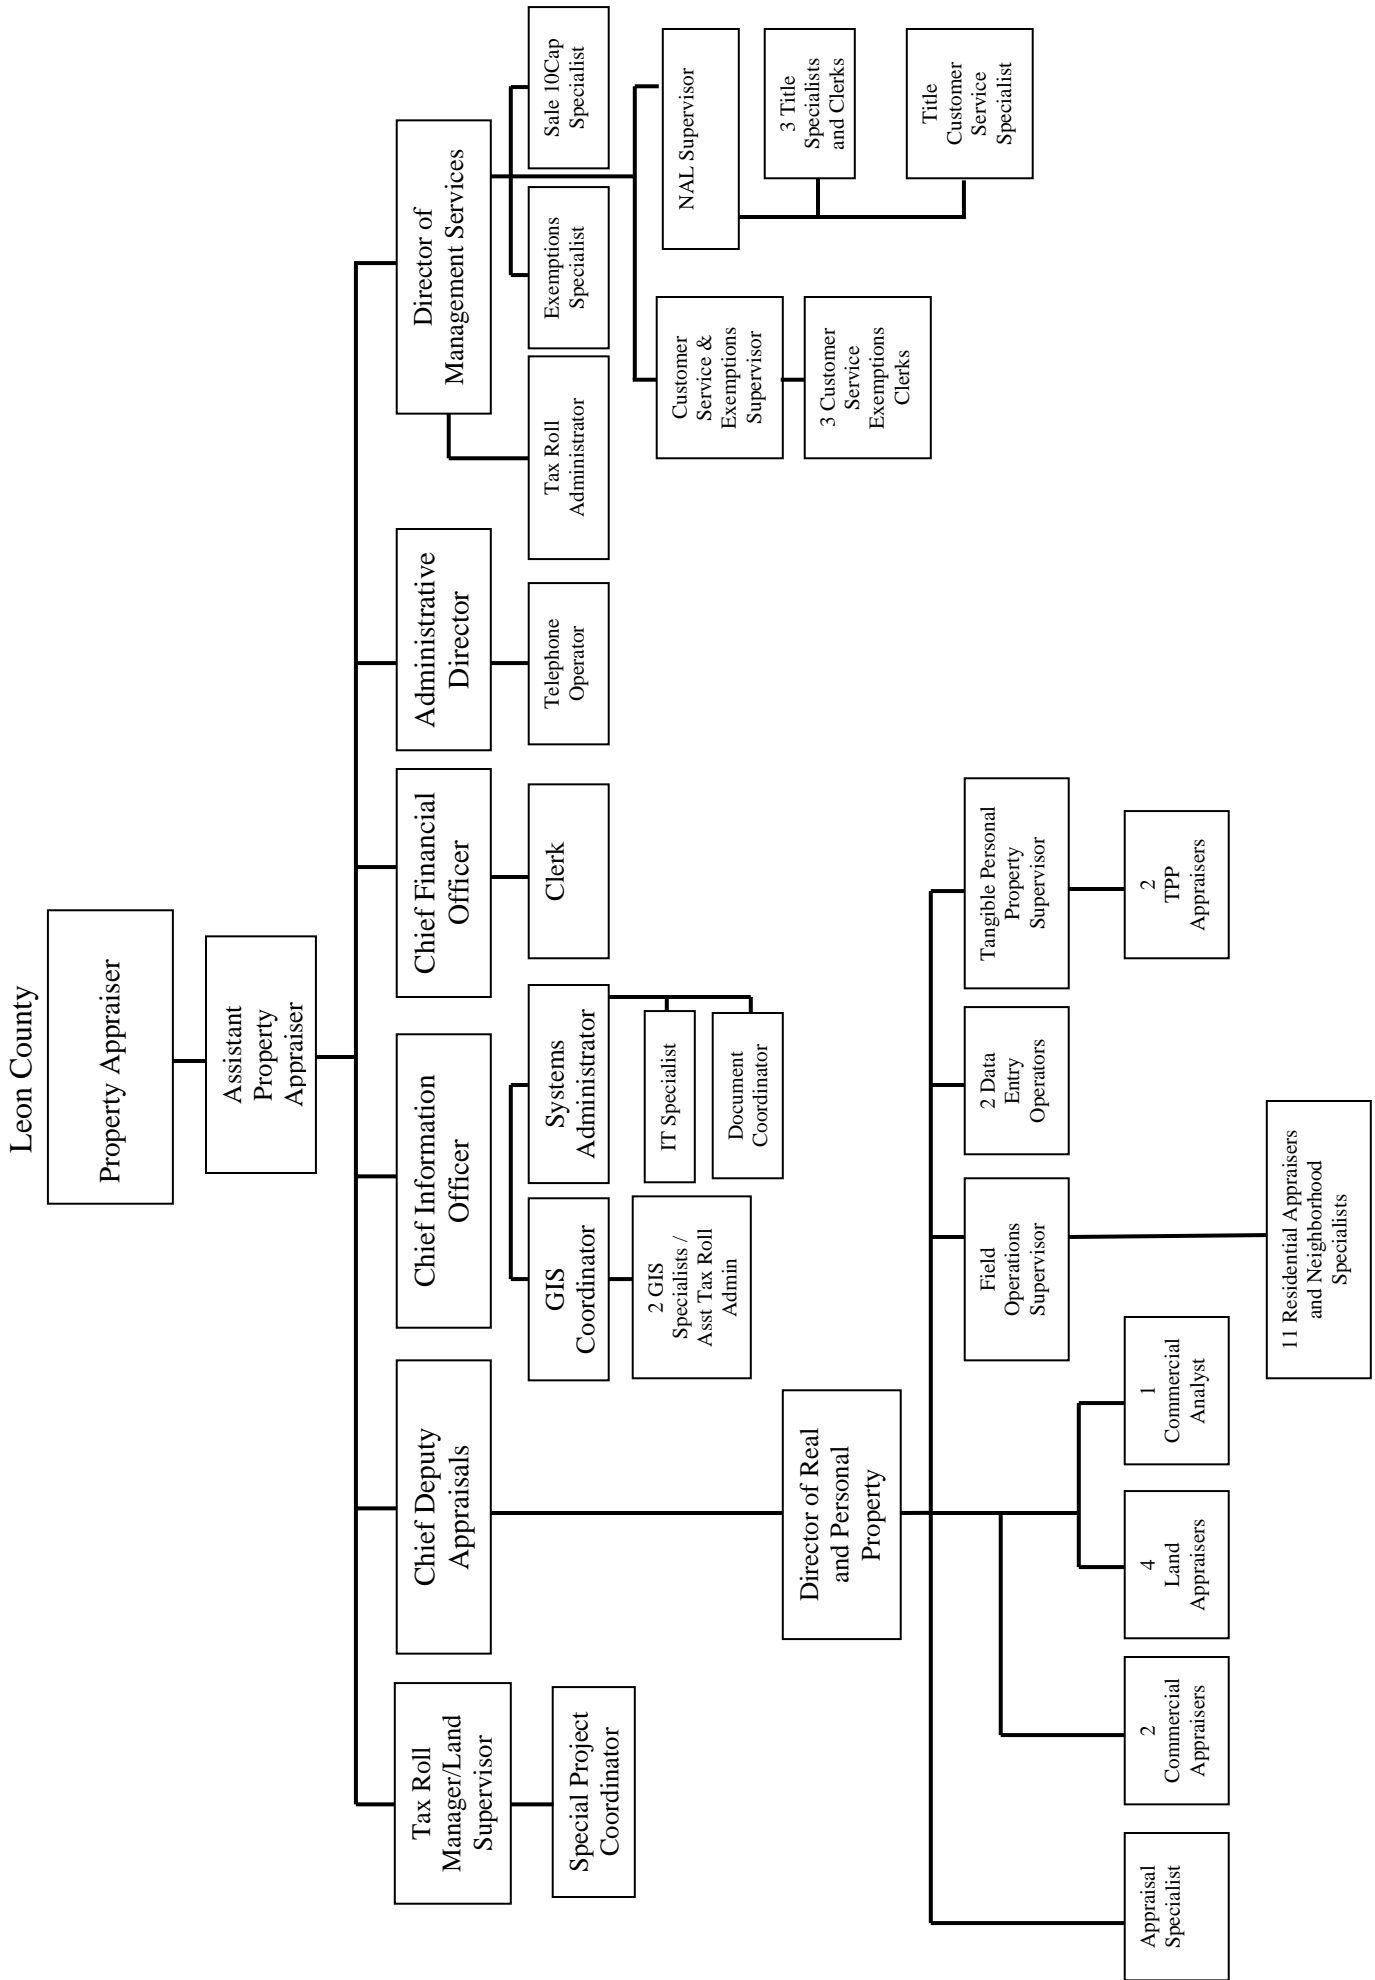 Leon County
Property Appraiser
Assistant
Property
Appraiser
Tax Roll
Manager/Land
Supervisor
Special Project
Coordinator
Chief Deputy
Appraisals
Chief Information
Officer
Chief Financial
Officer
Administrative
Director
Director of
Management Services
GIS
Coordinator
2 GIS
Specialists /
Asst Tax Roll
Admin
Systems
Administrator
IT Specialist
Document
Coordinator
Clerk
Telephone
Operator
Tax Roll
Administrator
Exemptions
Specialist
Sale 10Cap
Specialist
Customer
Service &
Exemptions
Supervisor
3 Customer
Service
Exemptions
Clerks
NAL Supervisor
3 Title
Specialists
and Clerks
Title
Customer
Service
Specialist
Director of Real
and Personal
Property
Field
Operations
Supervisor
2 Data
Entry
Operators
Tangible Personal
Property
Supervisor
Appraisal
Specialist
2
Commercial
Appraisers
4
Land
Appraisers
1
Commercial
Analyst
2
TPP
Appraisers
11 Residential Appraisers
and Neighborhood
Specialists